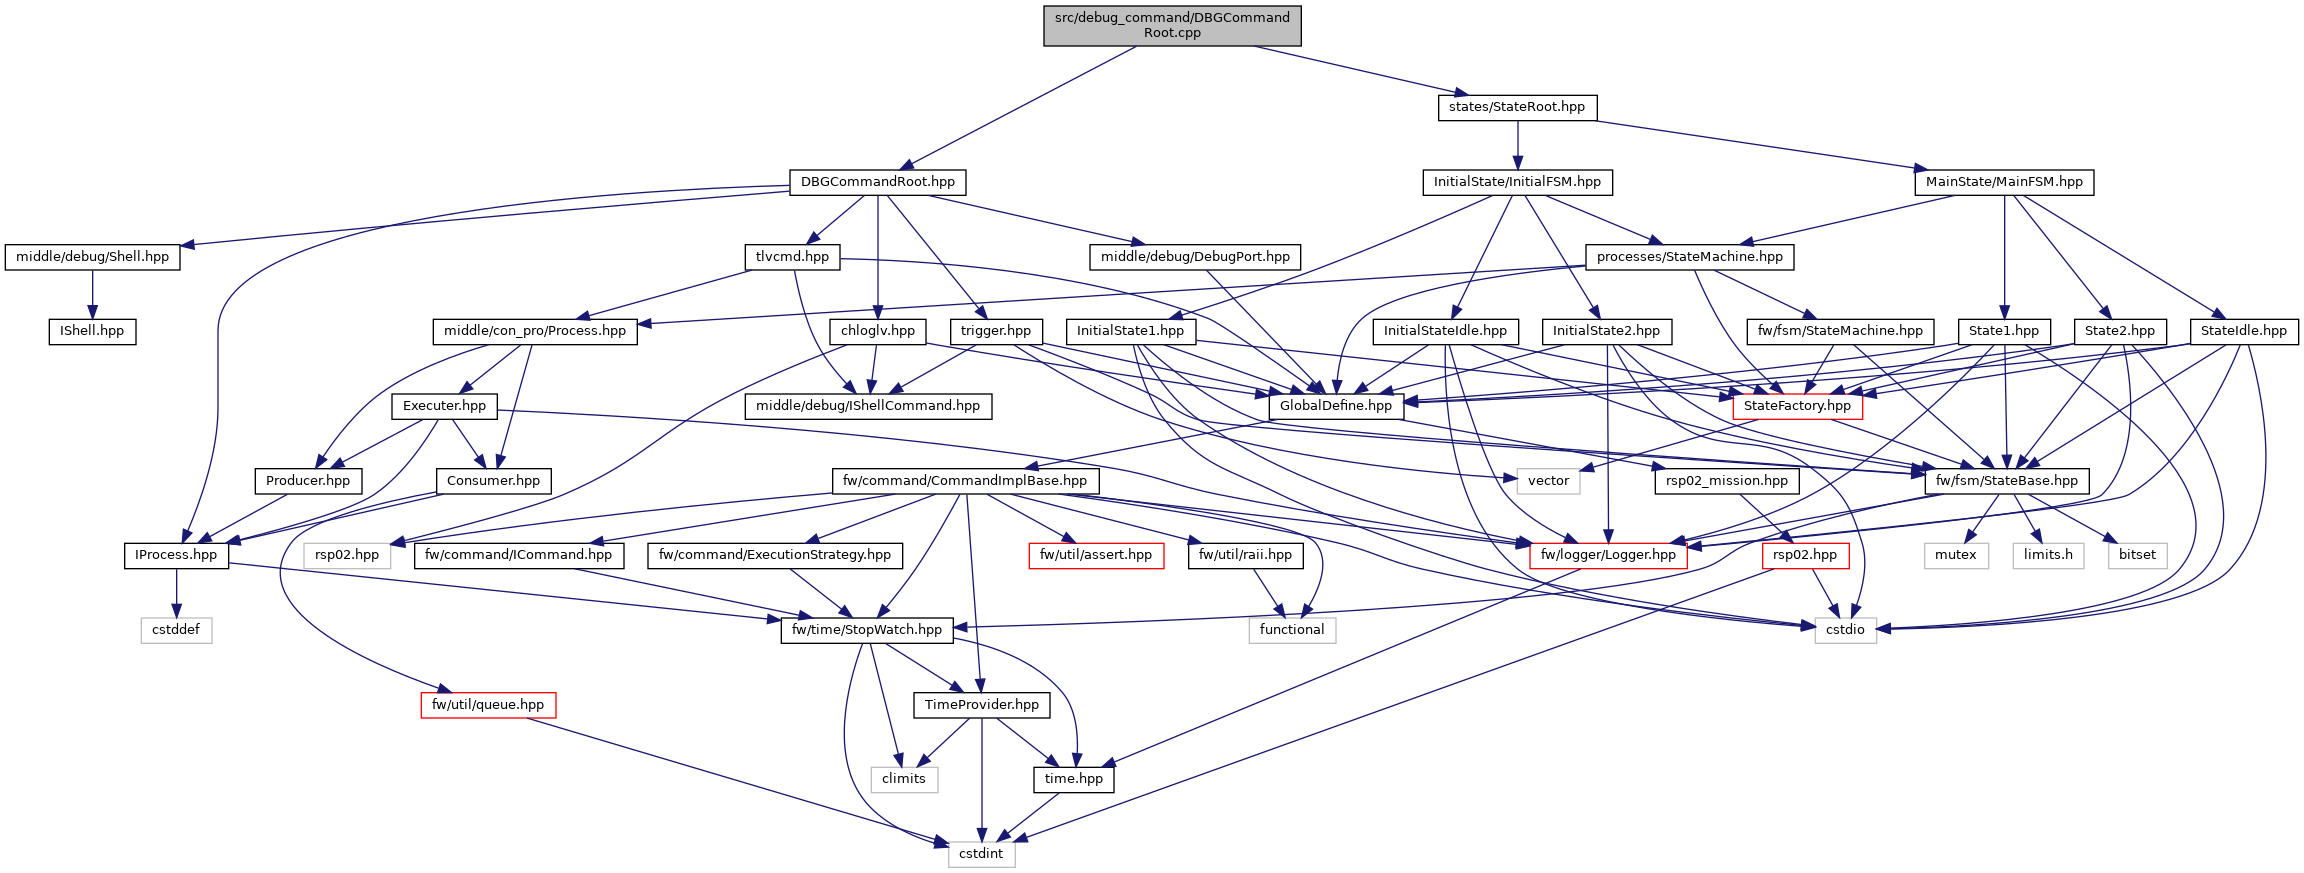 src/debug_command/DBGCommand
Root.cpp
states/StateRoot.hpp
DBGCommandRoot.hpp
InitialState/InitialFSM.hpp
MainState/MainFSM.hpp
middle/debug/Shell.hpp
tlvcmd.hpp
middle/debug/DebugPort.hpp
processes/StateMachine.hpp
IShell.hpp
middle/con_pro/Process.hpp
chloglv.hpp
trigger.hpp
InitialState1.hpp
InitialStateIdle.hpp
InitialState2.hpp
fw/fsm/StateMachine.hpp
State1.hpp
State2.hpp
StateIdle.hpp
Executer.hpp
middle/debug/IShellCommand.hpp
GlobalDefine.hpp
StateFactory.hpp
Producer.hpp
Consumer.hpp
fw/command/CommandImplBase.hpp
vector
rsp02_mission.hpp
fw/fsm/StateBase.hpp
IProcess.hpp
rsp02.hpp
fw/command/ICommand.hpp
fw/command/ExecutionStrategy.hpp
fw/util/assert.hpp
fw/util/raii.hpp
fw/logger/Logger.hpp
rsp02.hpp
mutex
limits.h
bitset
cstddef
fw/time/StopWatch.hpp
functional
cstdio
fw/util/queue.hpp
TimeProvider.hpp
climits
time.hpp
cstdint